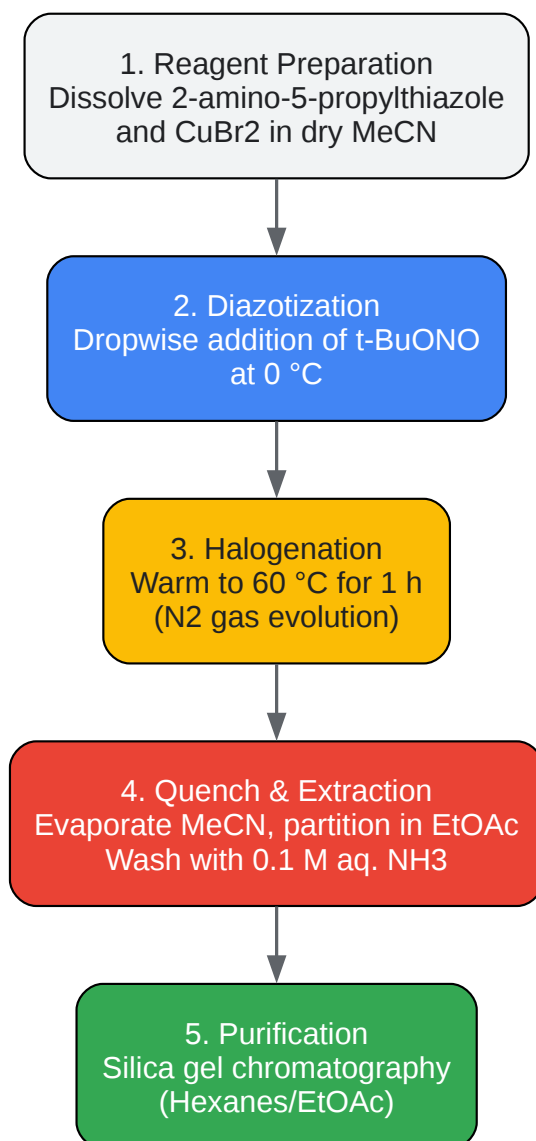 1. Reagent Preparation
Dissolve 2-amino-5-propylthiazole
and CuBr2 in dry MeCN
2. Diazotization
Dropwise addition of t-BuONO
at 0 °C
3. Halogenation
Warm to 60 °C for 1 h
(N2 gas evolution)
4. Quench & Extraction
Evaporate MeCN, partition in EtOAc
Wash with 0.1 M aq. NH3
5. Purification
Silica gel chromatography
(Hexanes/EtOAc)